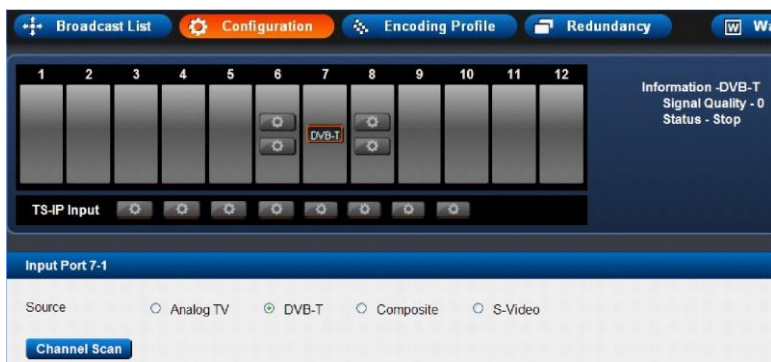 Broadcast List Configuration Encoding Profile Redundancy W
1 2 3 4 5 6 7 8 9 10 11 12
Information -DVB-T
Signal Quality - 0
Status - Stop
DVB-T
TS-IP Input
Input Port 7-1
Source Analog TV DVB-T Composite S-Video
Channel Scan